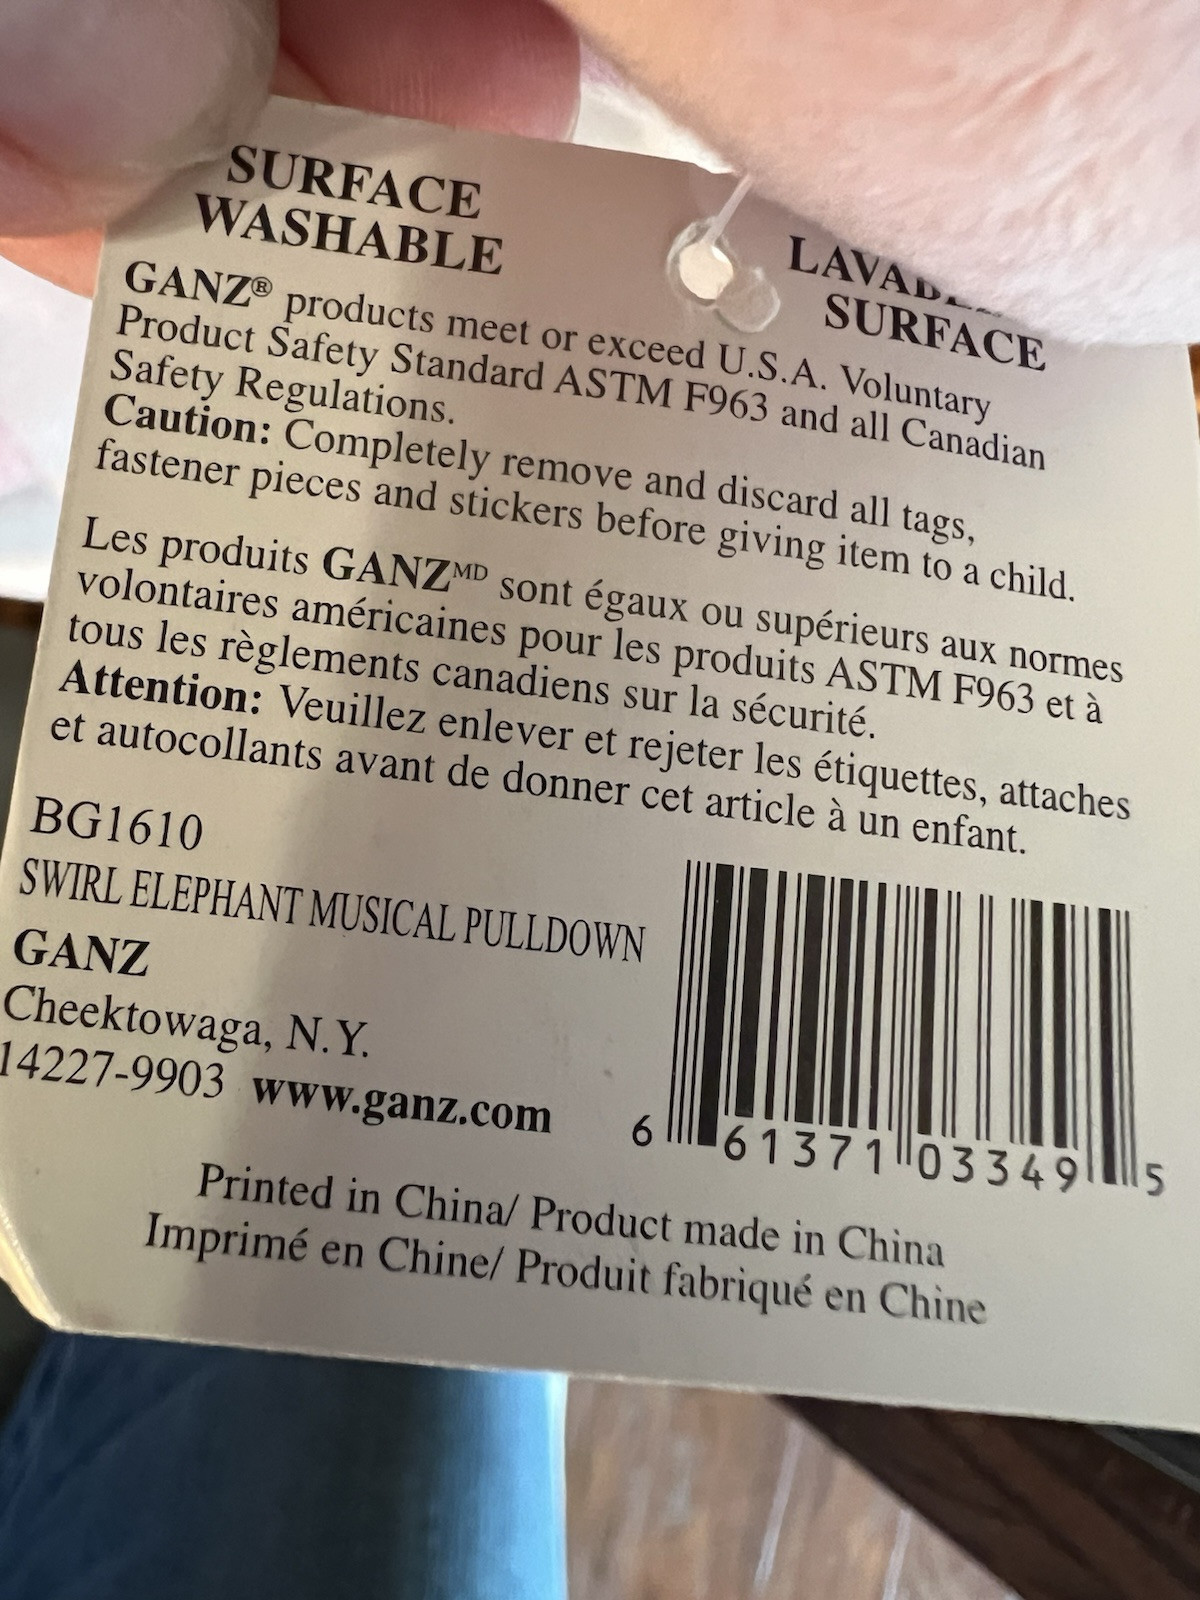 SURFACE
WASHABLE
SURFACE
GANZ® products meet or exceed U.S.A. Voluntary
Product Safety Standard ASTM F963 and all Canadian
Safety Regulations.
Caution: Completely remove and discard all tags,
fastener pieces and stickers before giving item to a child.
Les produits GANZMD sont égaux ou supérieurs aux normes
volontaires américaines pour les produits ASTM F963 et à
tous les règlements canadiens sur la sécurité.
Attention: Veuillez enlever et rejeter les étiquettes, attaches
et autocollants avant de donner cet article à un enfant.
BG1610
SWIRL ELEPHANT MUSICAL PULLDOWN
GANZ
Cheektowaga, N.Y.
14227-9903 www.ganz.com
6 61371 03349 5
Printed in China/ Product made in China
Imprimé en Chine/ Produit fabriqué en Chine